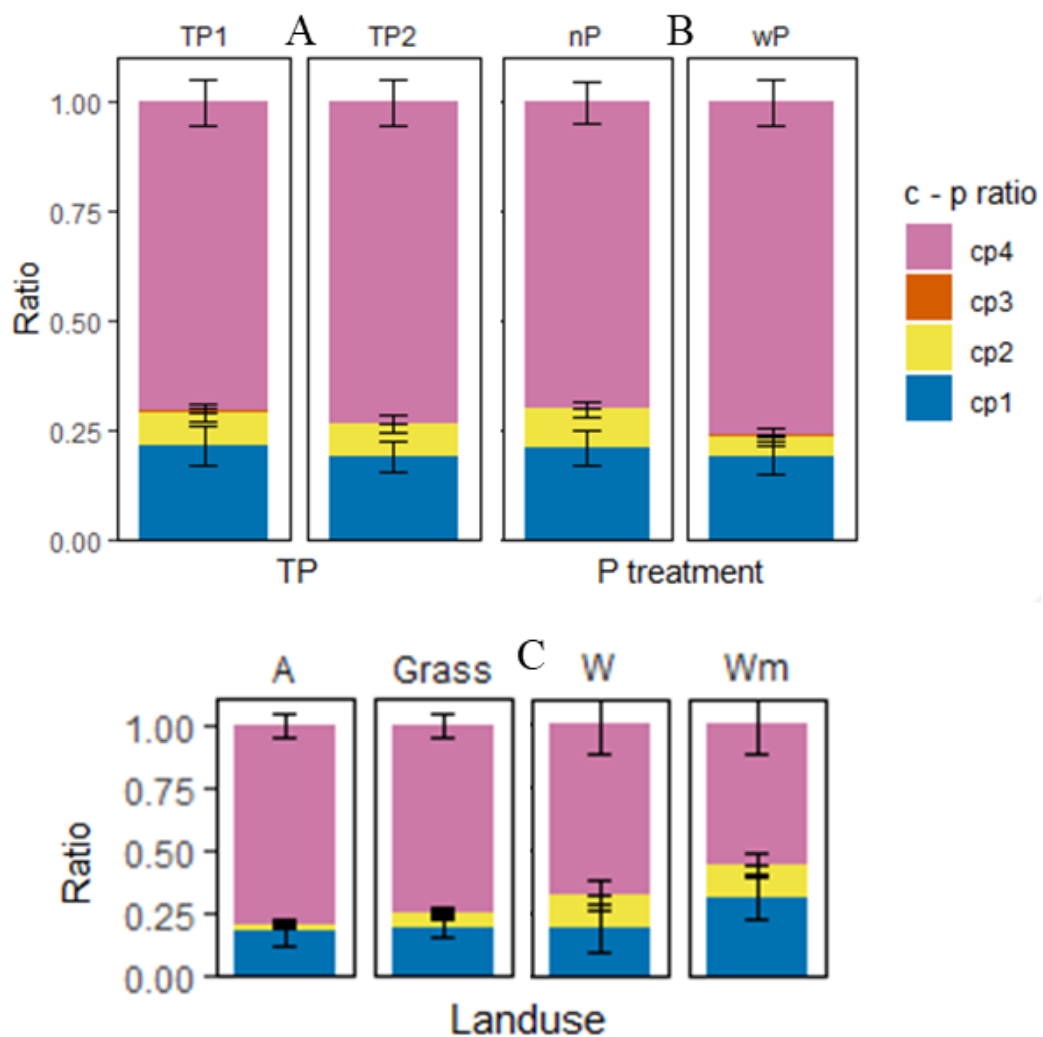 TP1 A TP2 nP B wP
1.00
0.75
0.50
0.25
0.00
Ratio
TP P treatment
c - p ratio
cp4
cp3
cp2
cp1
A Grass C W Wm
1.00
0.75
0.50
0.25
0.00
Ratio
Landuse